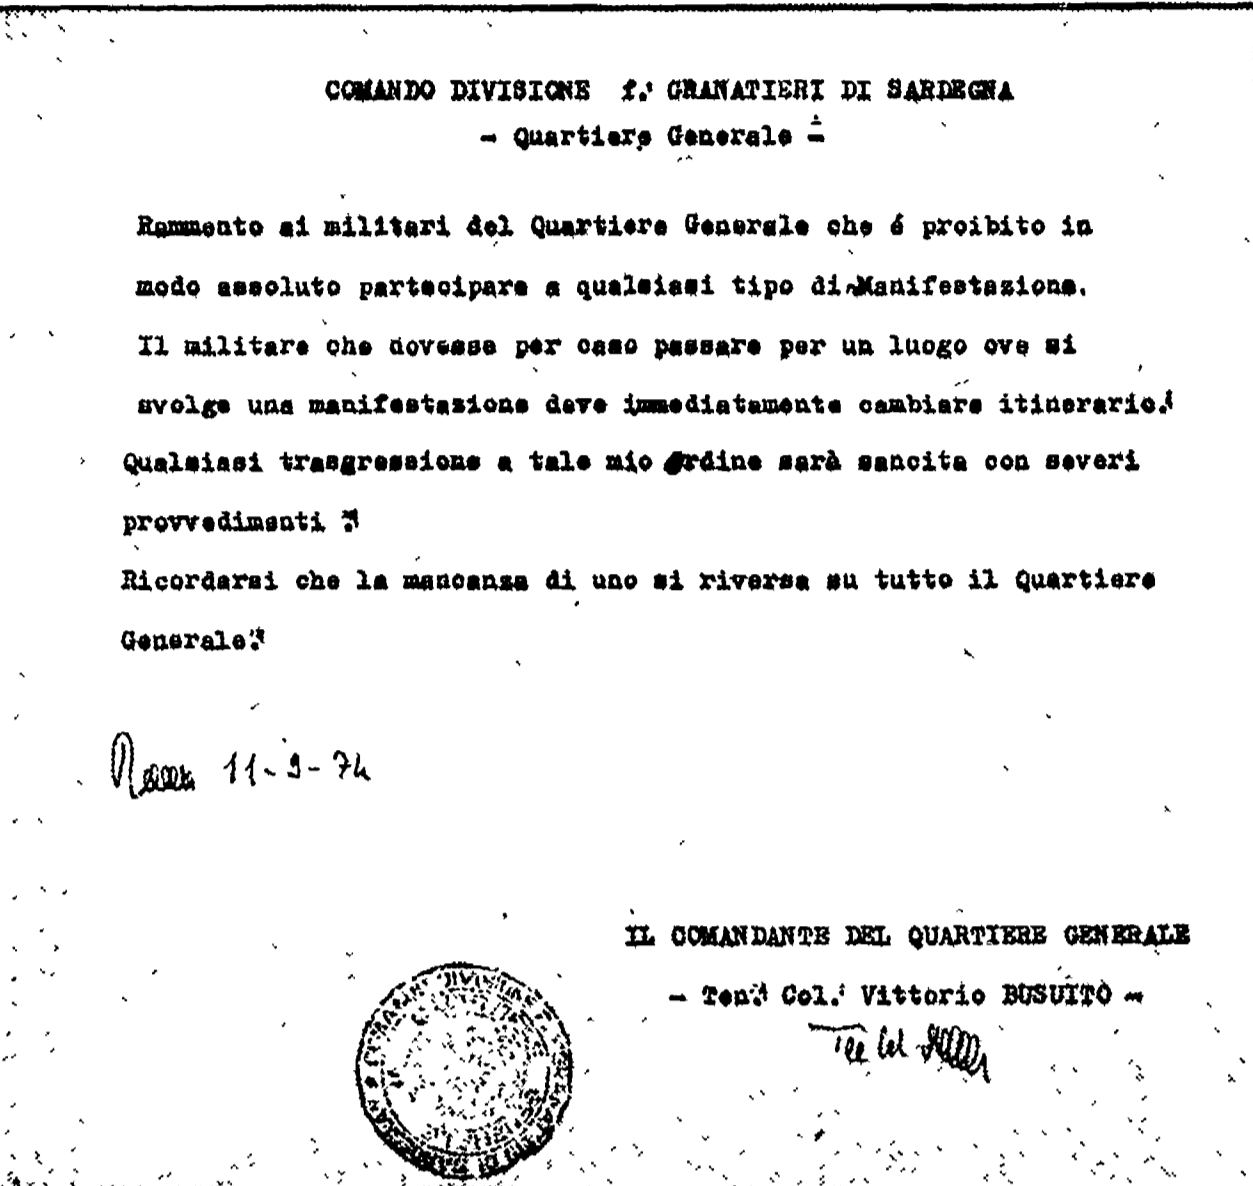 COMANDO DIVISIONE f. GRANATIERI DI SARDEGNA
- Quartiere Generale -
Rammento ai militari del Quartiere Generale che é proibito in
modo assoluto partecipare a qualsiasi tipo di Manifestazione.
Il militare che dovesse per caso passare per un luogo ove si
svolge una manifestazione deve immediatamente cambiare itinerario.
Qualsiasi trasgressione a tale mio ordine sarà sancita con severi
provvedimenti .
Ricordarsi che la mancanza di uno si riversa su tutto il Quartiere
Generale.
Roma 11-9-74
IL COMANDANTE DEL QUARTIERE GENERALE
- Ten. Col. Vittorio BUSUITO -
Ten Col